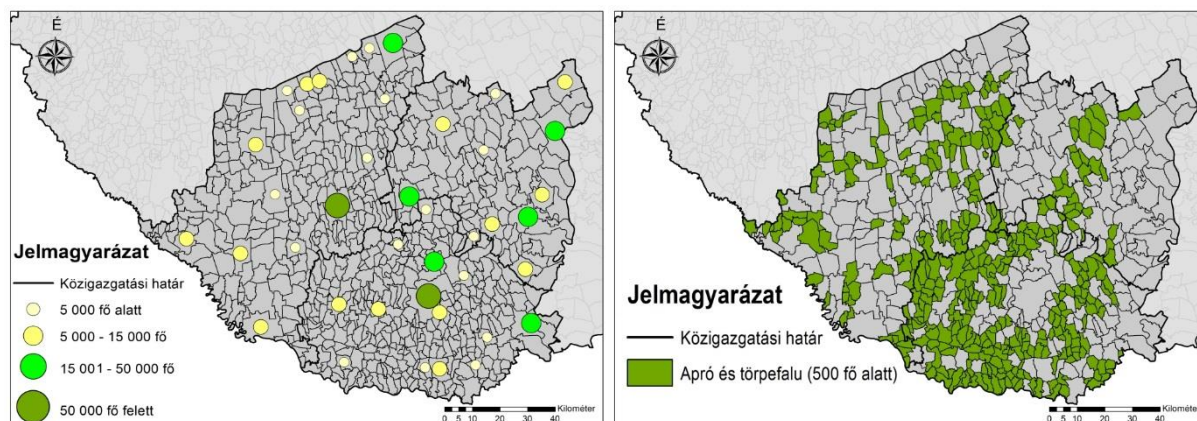 É
Jelmagyarázat
Közigazgatási határ
5 000 fő alatt
5 000 - 15 000 fő
15 001 - 50 000 fő
50 000 fő felett
Kilométer
0 5 10 20 30 40
É
Jelmagyarázat
Közigazgatási határ
Apró és törpefalu (500 fő alatt)
Kilométer
0 5 10 20 30 40